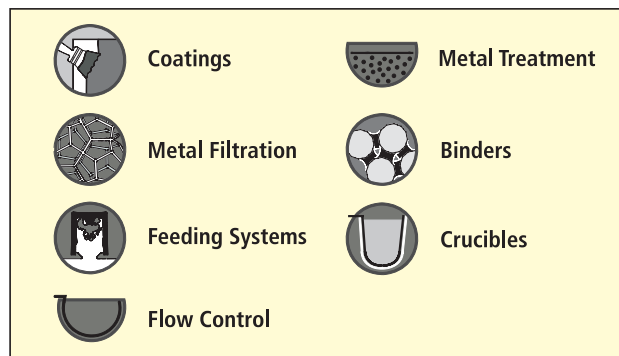 Coatings
Metal Treatment
Metal Filtration
Binders
Feeding Systems
Crucibles
Flow Control